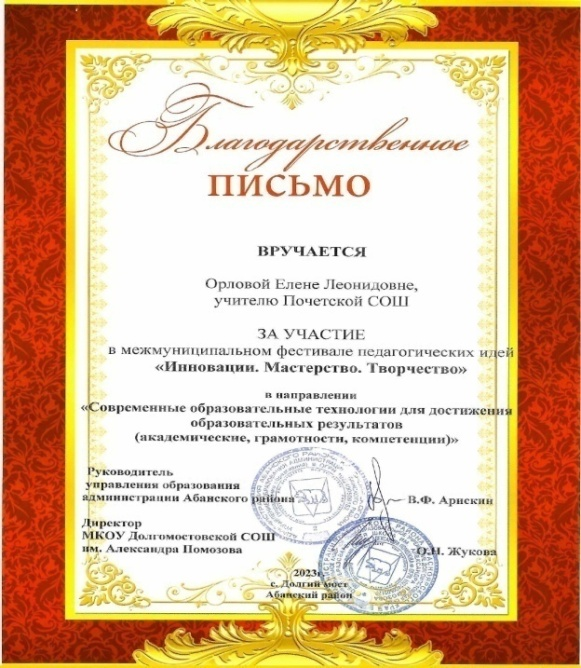 Благодарственное
ПИСЬМО
ВРУЧАЕТСЯ
Орловой Елене Леонидовне,
учителю Почетской СОШ
ЗА УЧАСТИЕ
в межмуниципальном фестивале педагогических идей
«Инновации. Мастерство. Творчество»
в направлении
«Современные образовательные технологии для достижения
образовательных результатов
(академические, грамотности, компетенции)»
Руководитель
управления образования
администрации Абанского района
В.Ф. Арискин
Директор
МКОУ Долгомостовской СОШ
им. Александра Помозова
О.Н. Жукова
2023г
с. Долгий мост
Абанский район